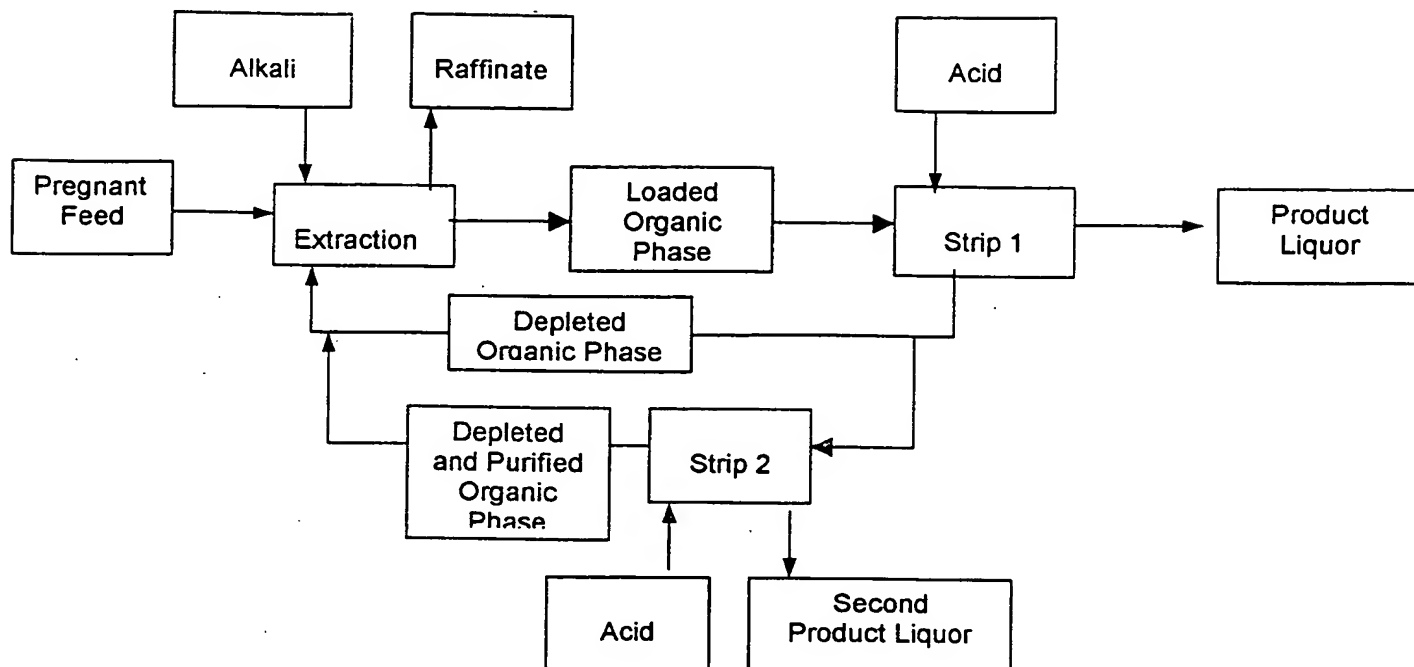 Alkali
Raffinate
Acid
Pregnant
Feed
Extraction
Loaded
Organic
Phase
Strip 1
Product
Liquor
Depleted
Organic Phase
Depleted
and Purified
Organic
Phase
Strip 2
Acid
Second
Product Liquor